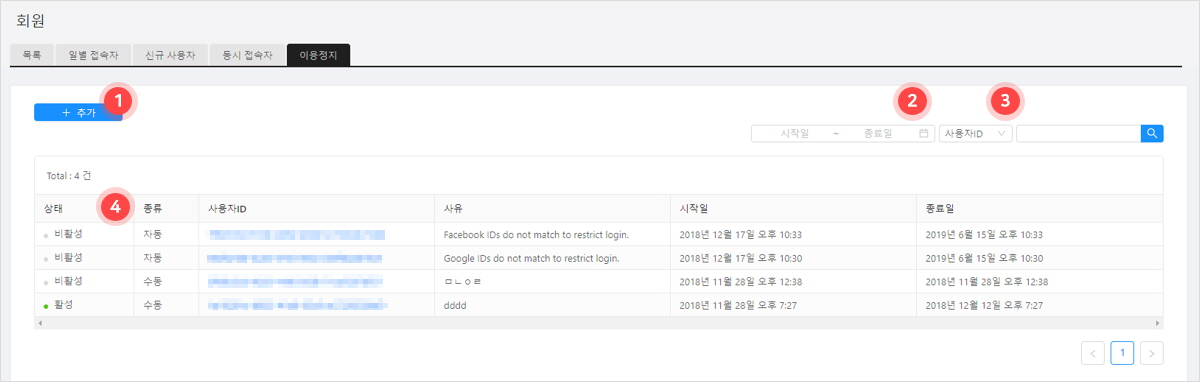 회원
목록 일별 접속자 신규 사용자 동시 접속자 이용정지
+ 추가 1
2 3
시작일 ~ 종료일 사용자ID
Total : 4 건
상태 4 종류 사용자ID 사유 시작일 종료일
비활성 자동 Facebook IDs do not match to restrict login. 2018년 12월 17일 오후 10:33 2019년 6월 15일 오후 10:33
비활성 자동 Google IDs do not match to restrict login. 2018년 12월 17일 오후 10:30 2019년 6월 15일 오후 10:30
비활성 수동 ㅁㄴㅇㄹ 2018년 11월 28일 오후 12:38 2018년 11월 28일 오후 12:38
활성 수동 dddd 2018년 11월 28일 오후 7:27 2018년 12월 12일 오후 7:27
< 1 >